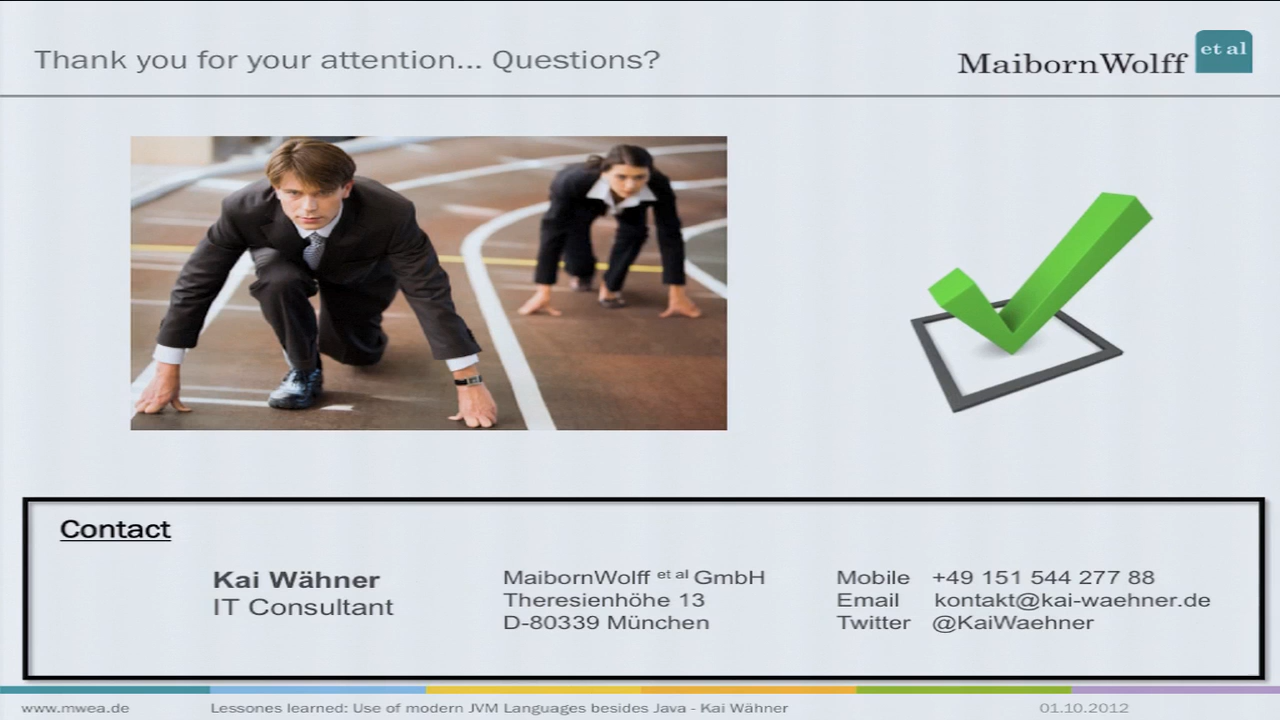 Thank you for your attention... Questions?
MaibornWolff et al
Contact
Kai Wähner
IT Consultant
MaibornWolff et al GmbH
Theresienhöhe 13
D-80339 München
Mobile +49 151 544 277 88
Email kontakt@kai-waehner.de
Twitter @KaiWaehner
www.mwea.de
Lessones learned: Use of modern JVM Languages besides Java - Kai Wähner
01.10.2012